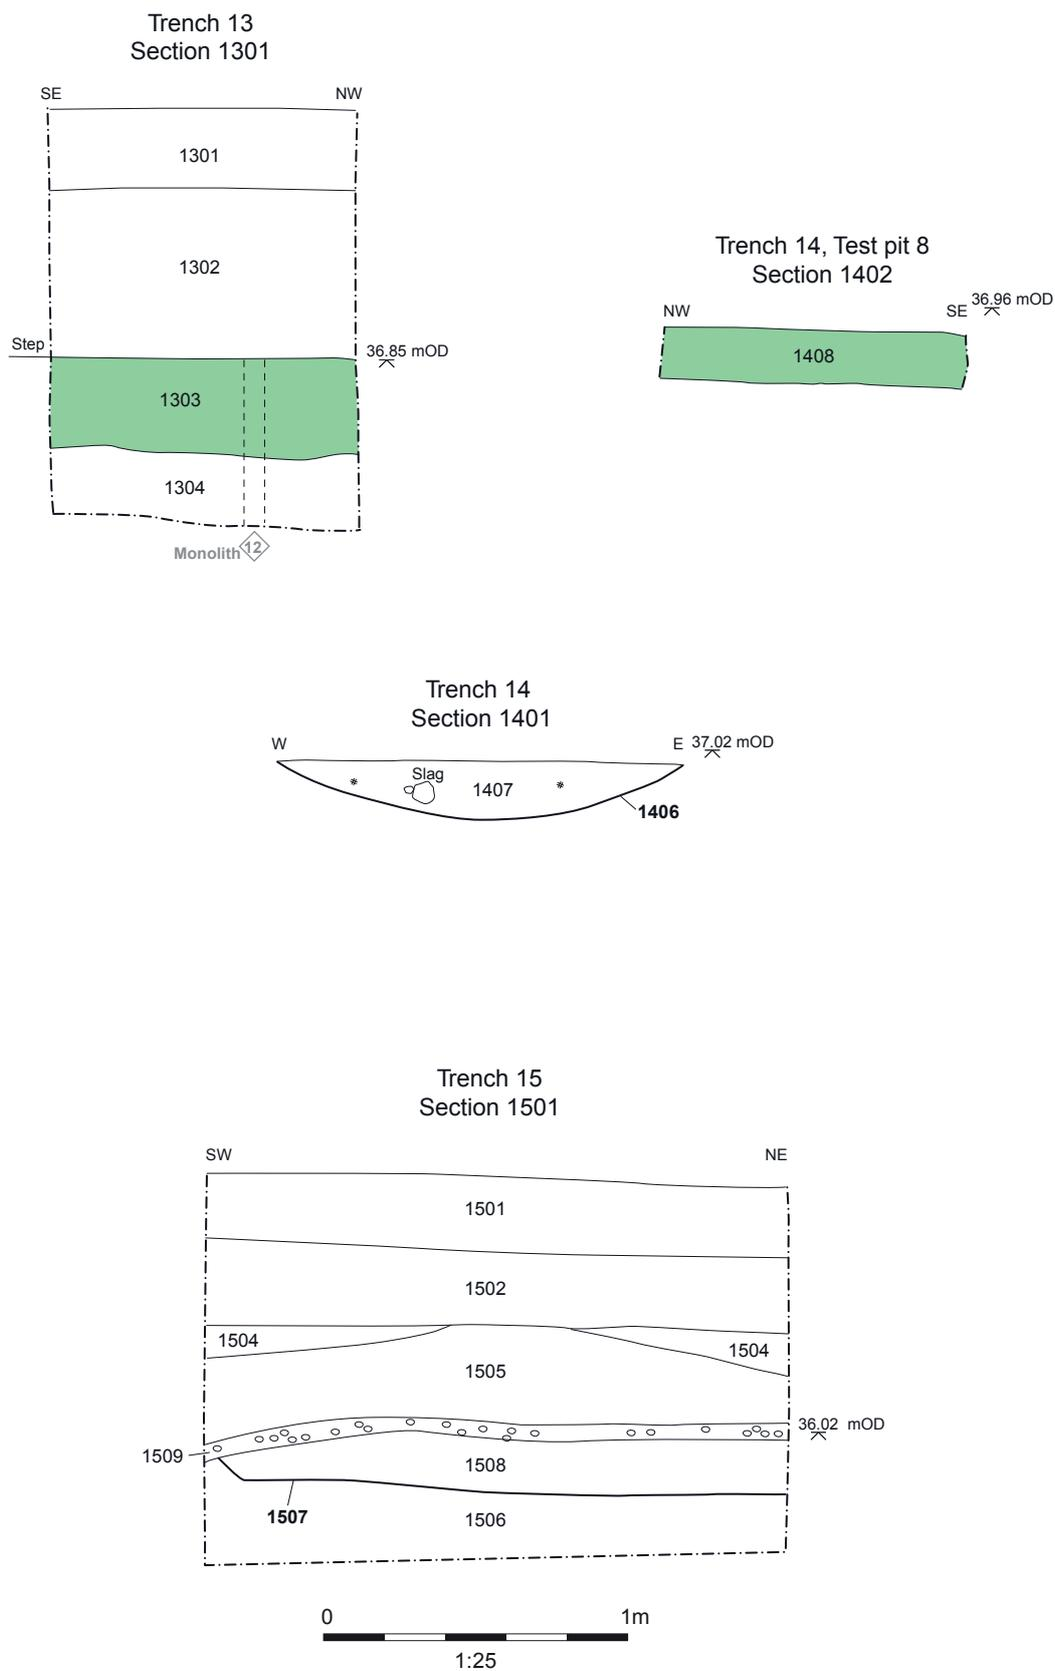 Trench 13
Section 1301
SE NW
1301
1302
Step
36.85 mOD
1303
1304
Monolith 12
Trench 14, Test pit 8
Section 1402
NW SE 36.96 mOD
1408
Trench 14
Section 1401
W E 37.02 mOD
Slag
1407
1406
Trench 15
Section 1501
SW NE
1501
1502
1504
1504
1505
36.02 mOD
1509
1508
1507
1506
0 1m
1:25